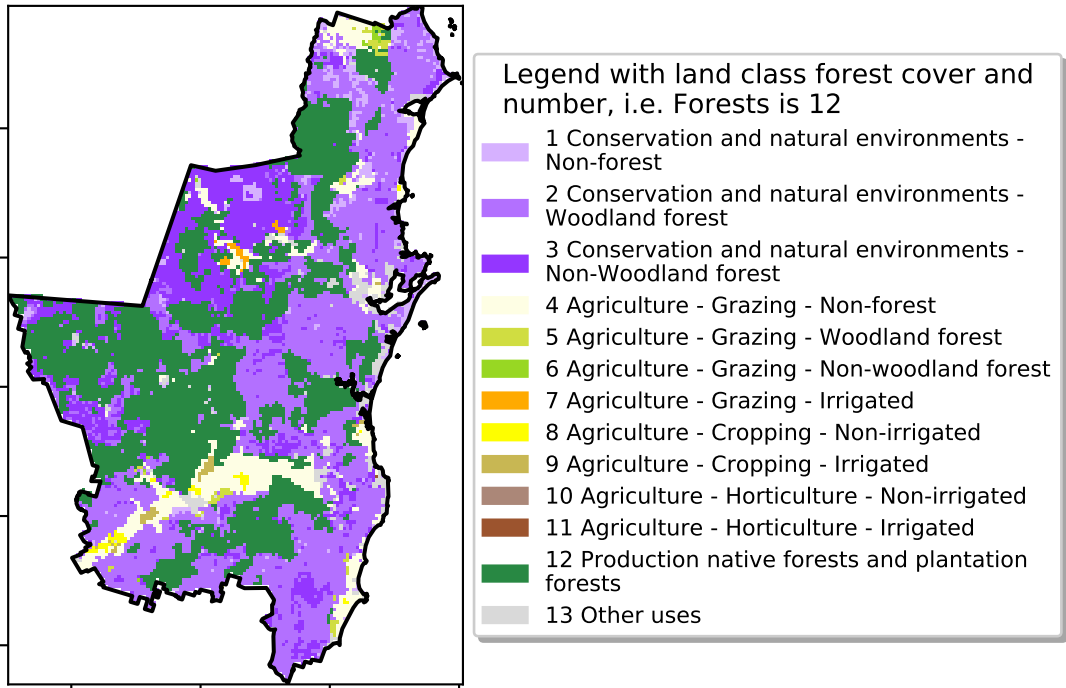 Legend with land class forest cover and
number, i.e. Forests is 12
1 Conservation and natural environments -
Non-forest
2 Conservation and natural environments -
Woodland forest
3 Conservation and natural environments -
Non-Woodland forest
4 Agriculture - Grazing - Non-forest
5 Agriculture - Grazing - Woodland forest
6 Agriculture - Grazing - Non-woodland forest
7 Agriculture - Grazing - Irrigated
8 Agriculture - Cropping - Non-irrigated
9 Agriculture - Cropping - Irrigated
10 Agriculture - Horticulture - Non-irrigated
11 Agriculture - Horticulture - Irrigated
12 Production native forests and plantation
forests
13 Other uses